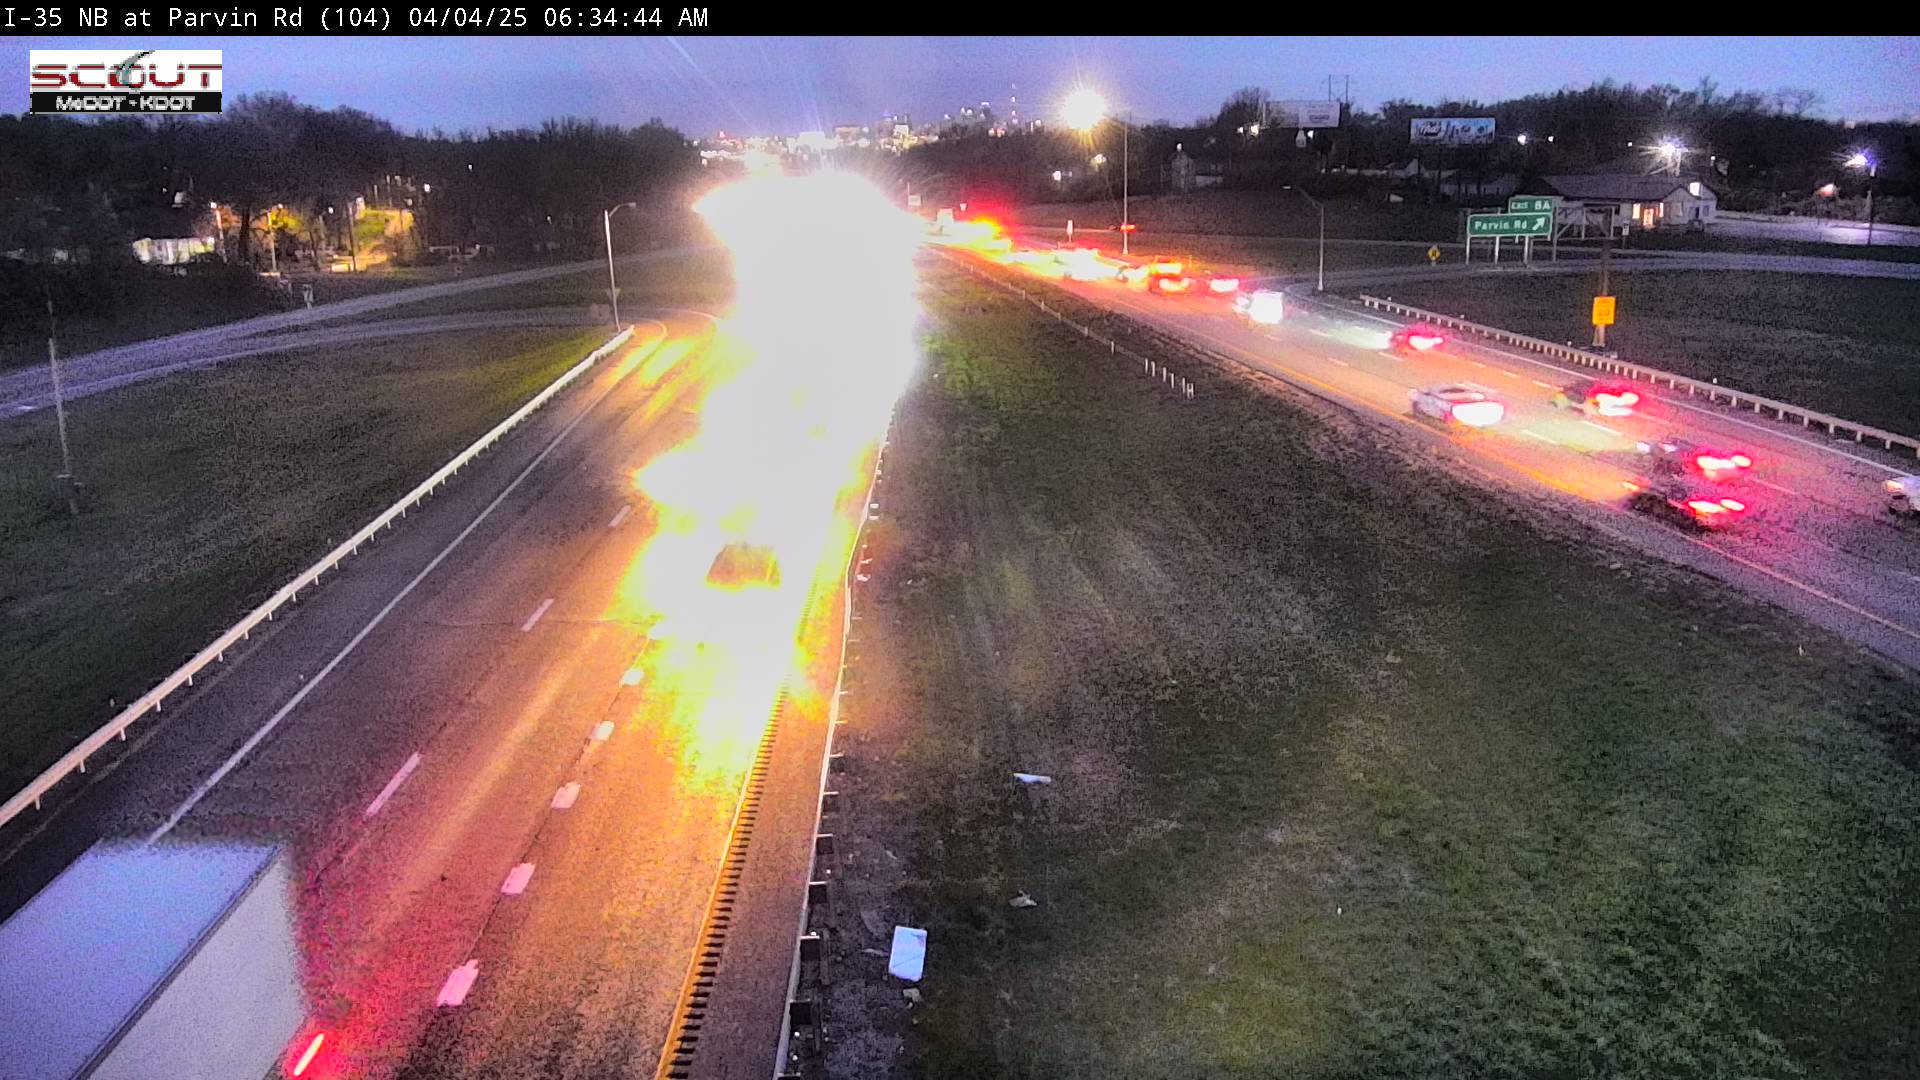 I-35 NB at Parvin Rd (104) 04/04/25 06:34:44 AM
SCOUT
MoDOT - KDOT
EXIT 8A
Parvin Rd